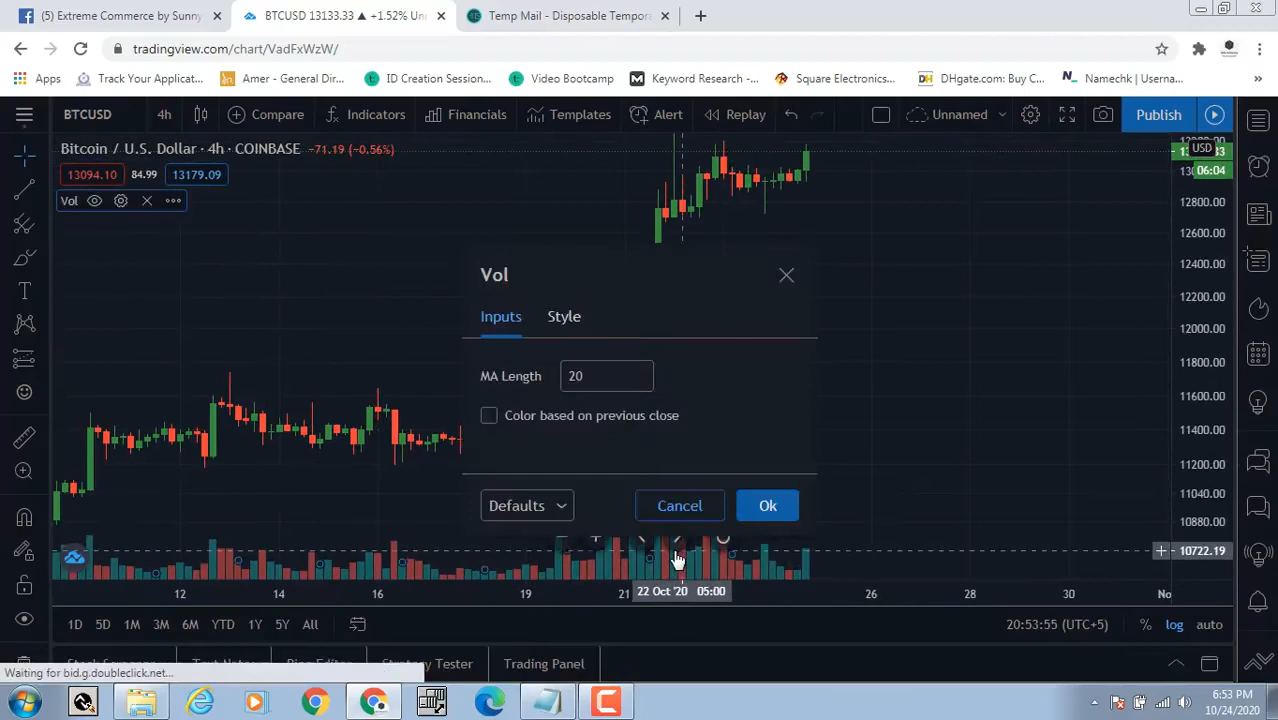 (5) Extreme Commerce by Sunny
BTCUSD 13133.33 ▲ +1.52% Un
Temp Mail - Disposable Tempora
tradingview.com/chart/VadFxWzW/
Apps
Track Your Applicat...
Amer - General Dir...
ID Creation Session...
Video Bootcamp
Keyword Research -...
Square Electronics...
DHgate.com: Buy C...
Namechk | Userna...
BTCUSD
4h
Compare
Indicators
Financials
Templates
Alert
Replay
Unnamed
Publish
Bitcoin / U.S. Dollar · 4h · COINBASE
−71.19 (−0.56%)
USD
13094.10
84.99
13179.09
06:04
Vol
12800.00
12600.00
12400.00
12200.00
12000.00
11800.00
11600.00
11400.00
11200.00
11040.00
10880.00
10722.19
Vol
Inputs
Style
MA Length
20
Color based on previous close
Defaults
Cancel
Ok
12
14
16
19
21
22 Oct '20 05:00
26
28
30
No
1D
5D
1M
3M
6M
YTD
1Y
5Y
All
20:53:55 (UTC+5)
%
log
auto
Strategy Tester
Trading Panel
Waiting for bid.g.doubleclick.net...
6:53 PM
10/24/2020